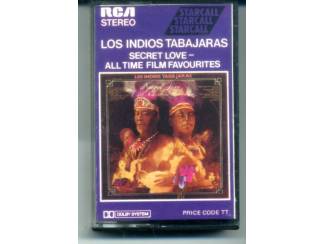 RCA
STEREO
STARCALL
STARCALL
STARCALL
LOS INDIOS TABAJARAS
SECRET LOVE –
ALL TIME FILM FAVOURITES
LOS INDIOS TABAJARAS
DOLBY SYSTEM
PRICE CODE TT